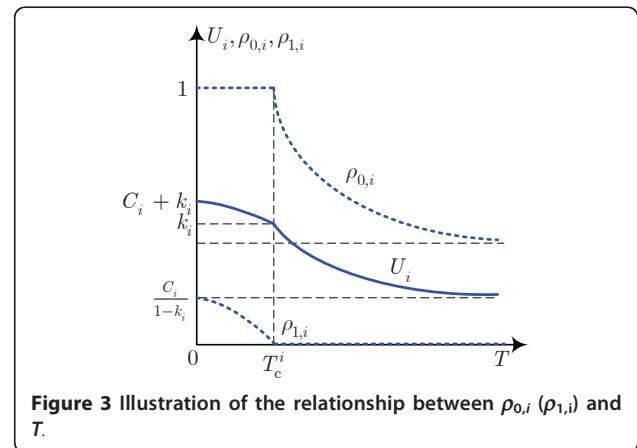 U_i, ρ_{0,i}, ρ_{1,i}
1
ρ_{0,i}
C_i + k_i
k_i
U_i
C_i
1−k_i
ρ_{1,i}
0
T_c^i
T
Figure 3 Illustration of the relationship between ρ_{0,i} (ρ_{1,i}) and
T.